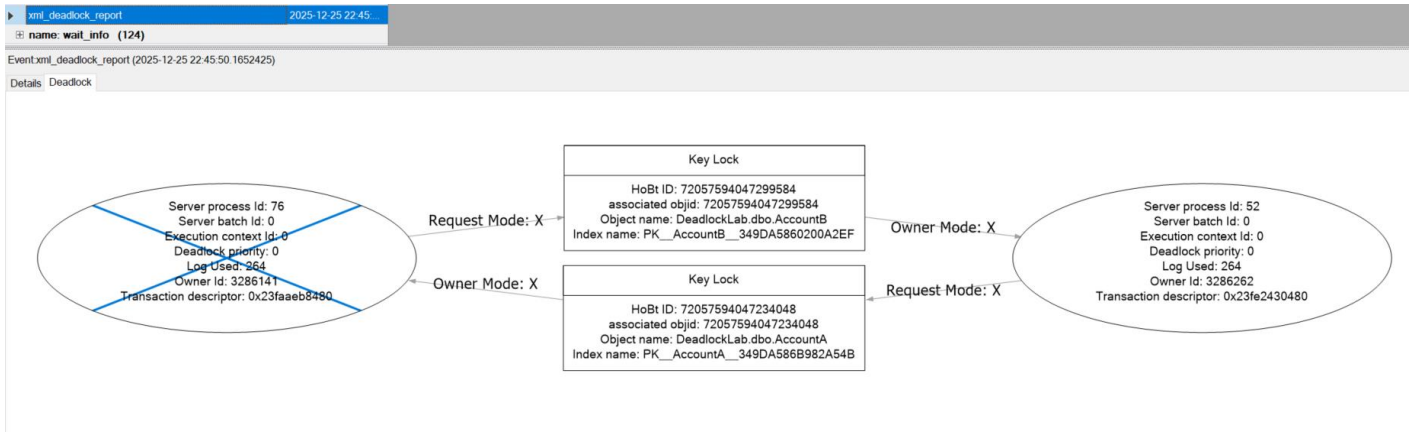 xml_deadlock_report 2025-12-25 22:45:...
name: wait_info (124)
Event:xml_deadlock_report (2025-12-25 22:45:50.1652425)
Details Deadlock
Server process Id: 76
Server batch Id: 0
Execution context Id: 0
Deadlock priority: 0
Log Used: 264
Owner Id: 3286141
Transaction descriptor: 0x23faaeb8480
Request Mode: X
Owner Mode: X
Key Lock
HoBt ID: 72057594047299584
associated objid: 72057594047299584
Object name: DeadlockLab.dbo.AccountB
Index name: PK__AccountB__349DA5860200A2EF
Key Lock
HoBt ID: 72057594047234048
associated objid: 72057594047234048
Object name: DeadlockLab.dbo.AccountA
Index name: PK__AccountA__349DA586B982A54B
Owner Mode: X
Request Mode: X
Server process Id: 52
Server batch Id: 0
Execution context Id: 0
Deadlock priority: 0
Log Used: 264
Owner Id: 3286262
Transaction descriptor: 0x23fe2430480